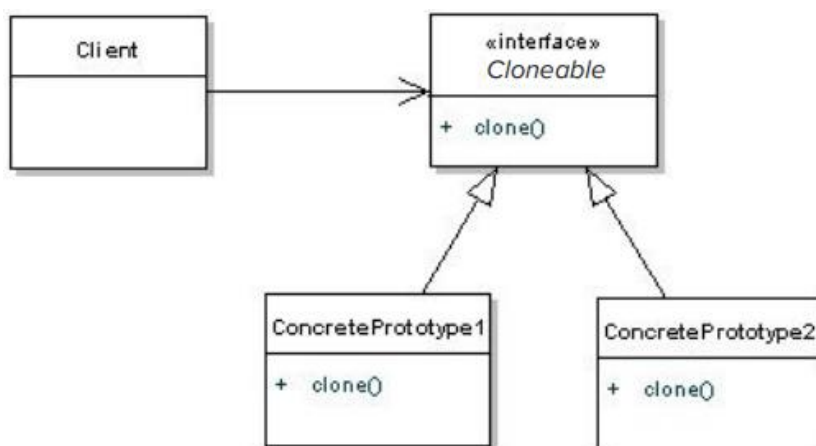 Client
«interface»
Cloneable
+ clone()
ConcretePrototype1
+ clone()
ConcretePrototype2
+ clone()